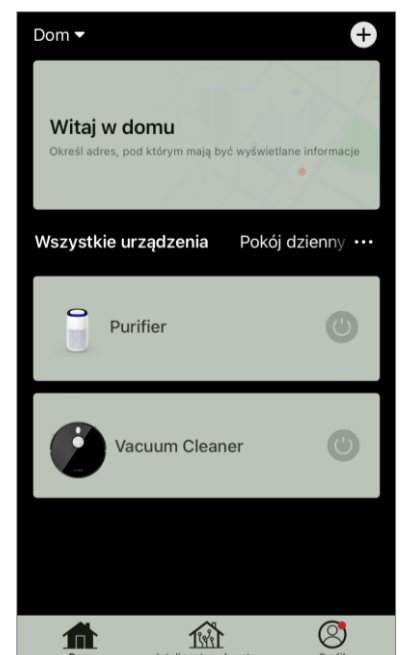 Dom
Witaj w domu
Określ adres, pod którym mają być wyświetlane informacje
Wszystkie urządzenia Pokój dzienny
Purifier
Vacuum Cleaner